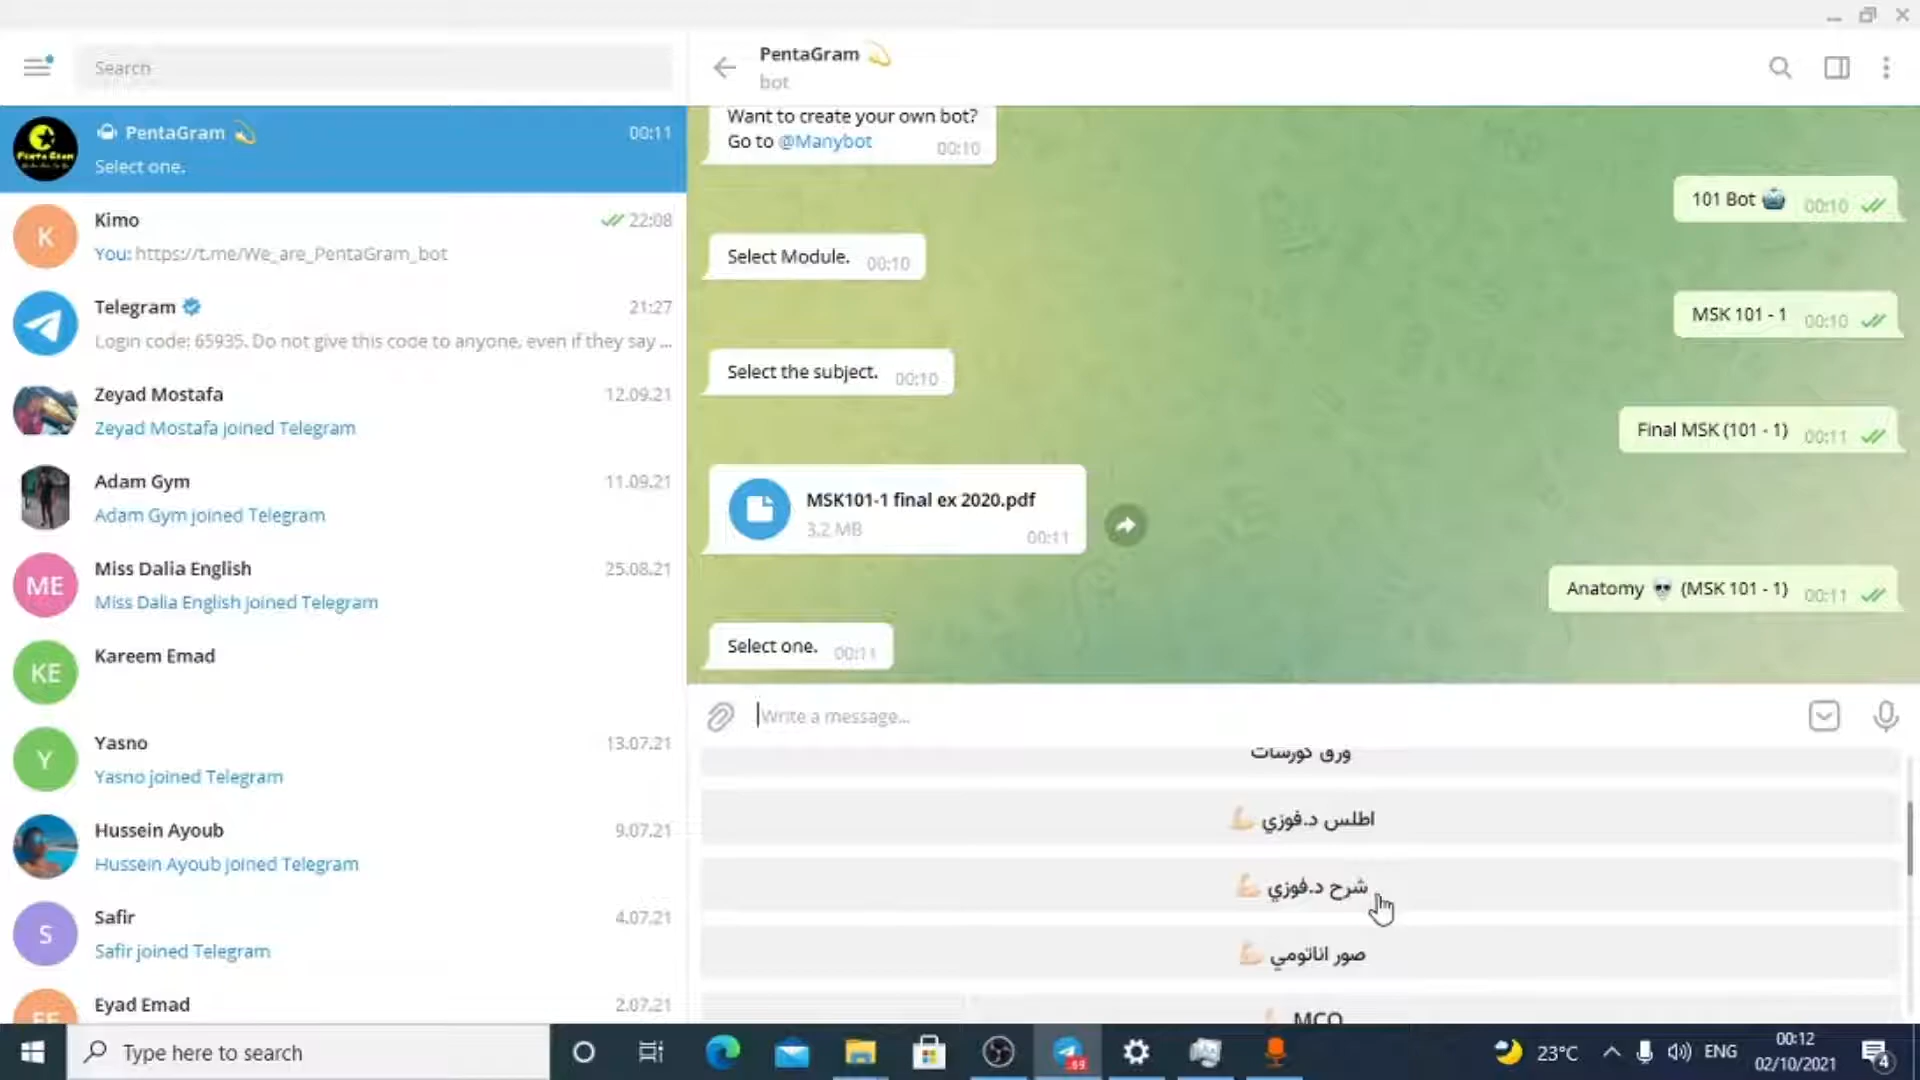 Search
PentaGram 💫
bot
PentaGram 💫
00:11
Select one.
Kimo
22:08
You: https://t.me/We_are_PentaGram_bot
Telegram
21:27
Login code: 65935. Do not give this code to anyone, even if they say ...
Zeyad Mostafa
12.09.21
Zeyad Mostafa joined Telegram
Adam Gym
11.09.21
Adam Gym joined Telegram
ME
Miss Dalia English
25.08.21
Miss Dalia English joined Telegram
KE
Kareem Emad
Y
Yasno
13.07.21
Yasno joined Telegram
Hussein Ayoub
9.07.21
Hussein Ayoub joined Telegram
S
Safir
4.07.21
Safir joined Telegram
Eyad Emad
2.07.21
K
Want to create your own bot?
Go to @Manybot
00:10
101 Bot 🤖
00:10
Select Module.
00:10
MSK 101 - 1
00:10
Select the subject.
00:10
Final MSK (101 - 1)
00:11
MSK101-1 final ex 2020.pdf
3.2 MB
00:11
Anatomy 💀 (MSK 101 - 1)
00:11
Select one.
00:11
Write a message...
ورق كورسات
اطلس د.فوزي 💪🏻
شرح د.فوزي 💪🏻
صور اناتومي 💪🏻
MCQ
Type here to search
23°C
ENG
00:12
02/10/2021
4